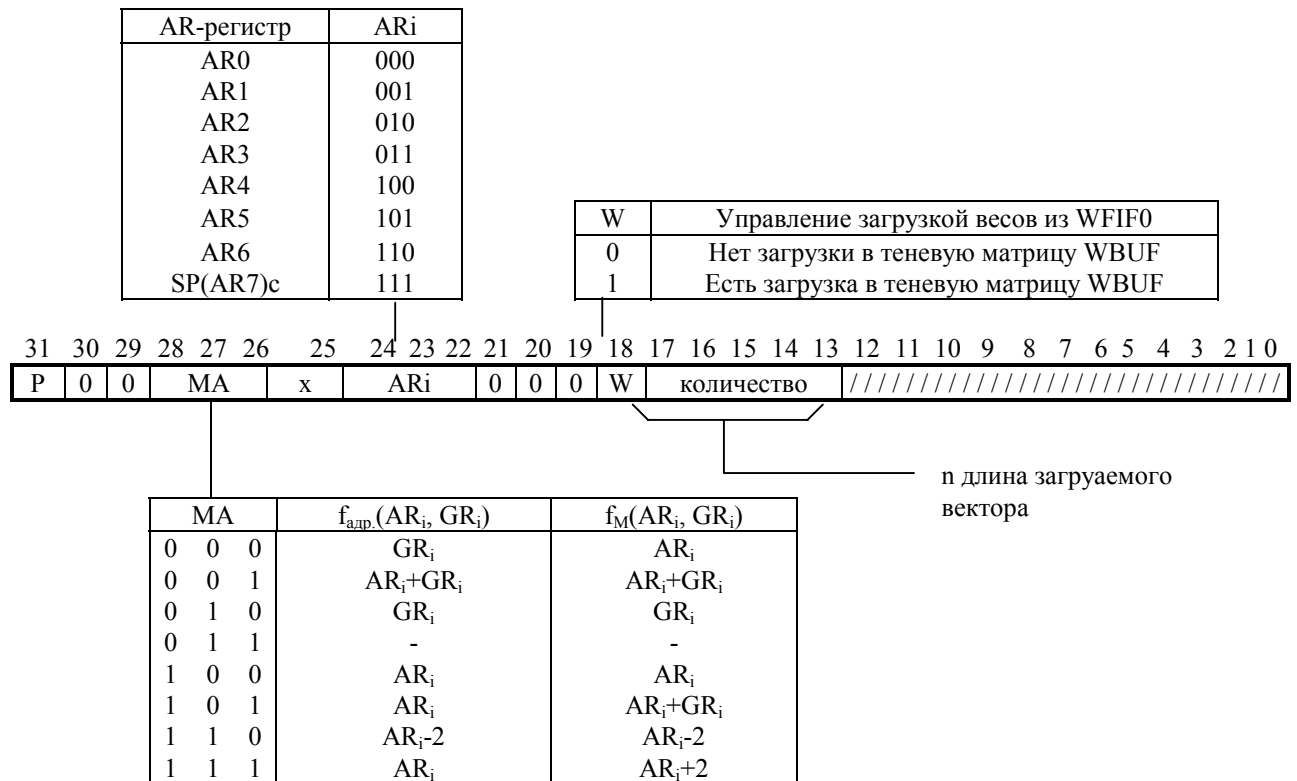 AR-регистр ARi
AR0 000
AR1 001
AR2 010
AR3 011
AR4 100
AR5 101
AR6 110
SP(AR7)с 111
W Управление загрузкой весов из WFIF0
0 Нет загрузки в теневую матрицу WBUF
1 Есть загрузка в теневую матрицу WBUF
31 30 29 28 27 26 25 24 23 22 21 20 19 18 17 16 15 14 13 12 11 10 9 8 7 6 5 4 3 2 1 0
P 0 0 MA x ARi 0 0 0 W количество / / / / / / / / / / / / / / / / / / / / / / / / / / / / / / /
n длина загруаемого
вектора
MA fадр.(ARi, GRi) fM(ARi, GRi)
0 0 0 GRi ARi
0 0 1 ARi+GRi ARi+GRi
0 1 0 GRi GRi
0 1 1 - -
1 0 0 ARi ARi
1 0 1 ARi ARi+GRi
1 1 0 ARi-2 ARi-2
1 1 1 ARi ARi+2